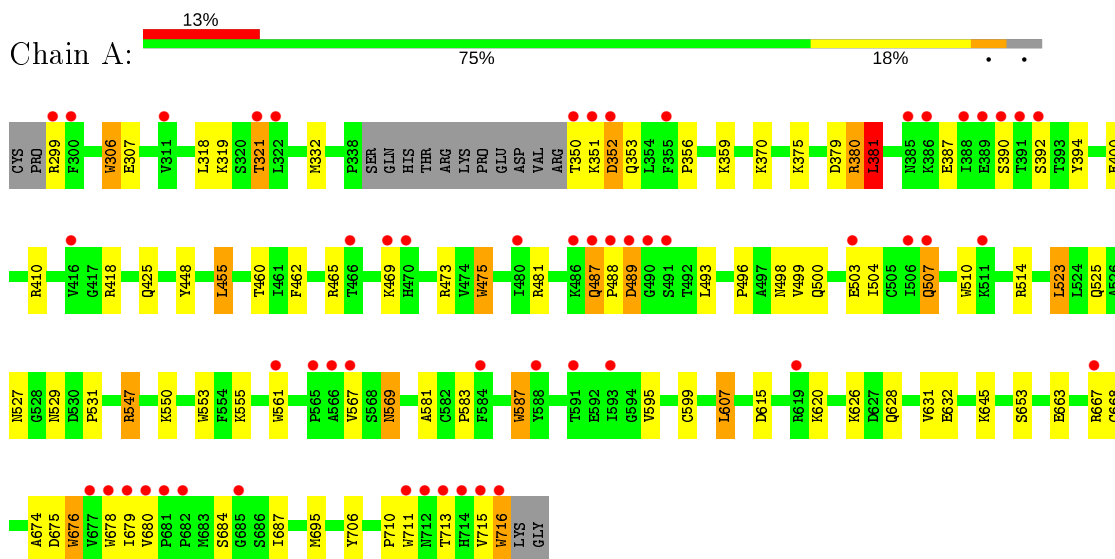 13%
Chain A:
75% 18% • •
CYS PRO R299 F300 W306 E307 V311 L318 K319 S320 T321 L322 M332 P338 SER GLN HIS THR ARG LYS PRO GLU ASP VAL ARG T350 K351 D352 Q353 L354 F355 P356 K359 K370 K375 D379 R380 L381 N385 K386 E387 I388 E389 S390 T391 S392 T393 Y394
R410 V416 G417 R418 Q425 Y448 L455 T460 I461 F462 R465 T466 K469 H470 R473 V474 W475 I480 R481 K486 Q487 P488 D489 G490 S491 T492 L493 P496 A497 N498 V499 Q500 E503 I504 C505 I506 Q507 W510 K511 R514 L523 L524 Q525 A526
N527 G528 N529 D530 P531 R547 K550 W553 F554 K555 W561 P565 A566 V567 S568 N569 A581 C582 P583 F584 W587 Y588 T591 E592 I593 G594 V595 C599 L607 D615 R619 K620 K626 D627 Q628 V631 E632 K645 S653 E663 R667 G668
A674 D675 W676 V677 W678 I679 V680 P681 P682 M683 S684 G685 S686 I687 M695 Y706 P710 W711 N712 T713 H714 V715 W716 LYS GLY